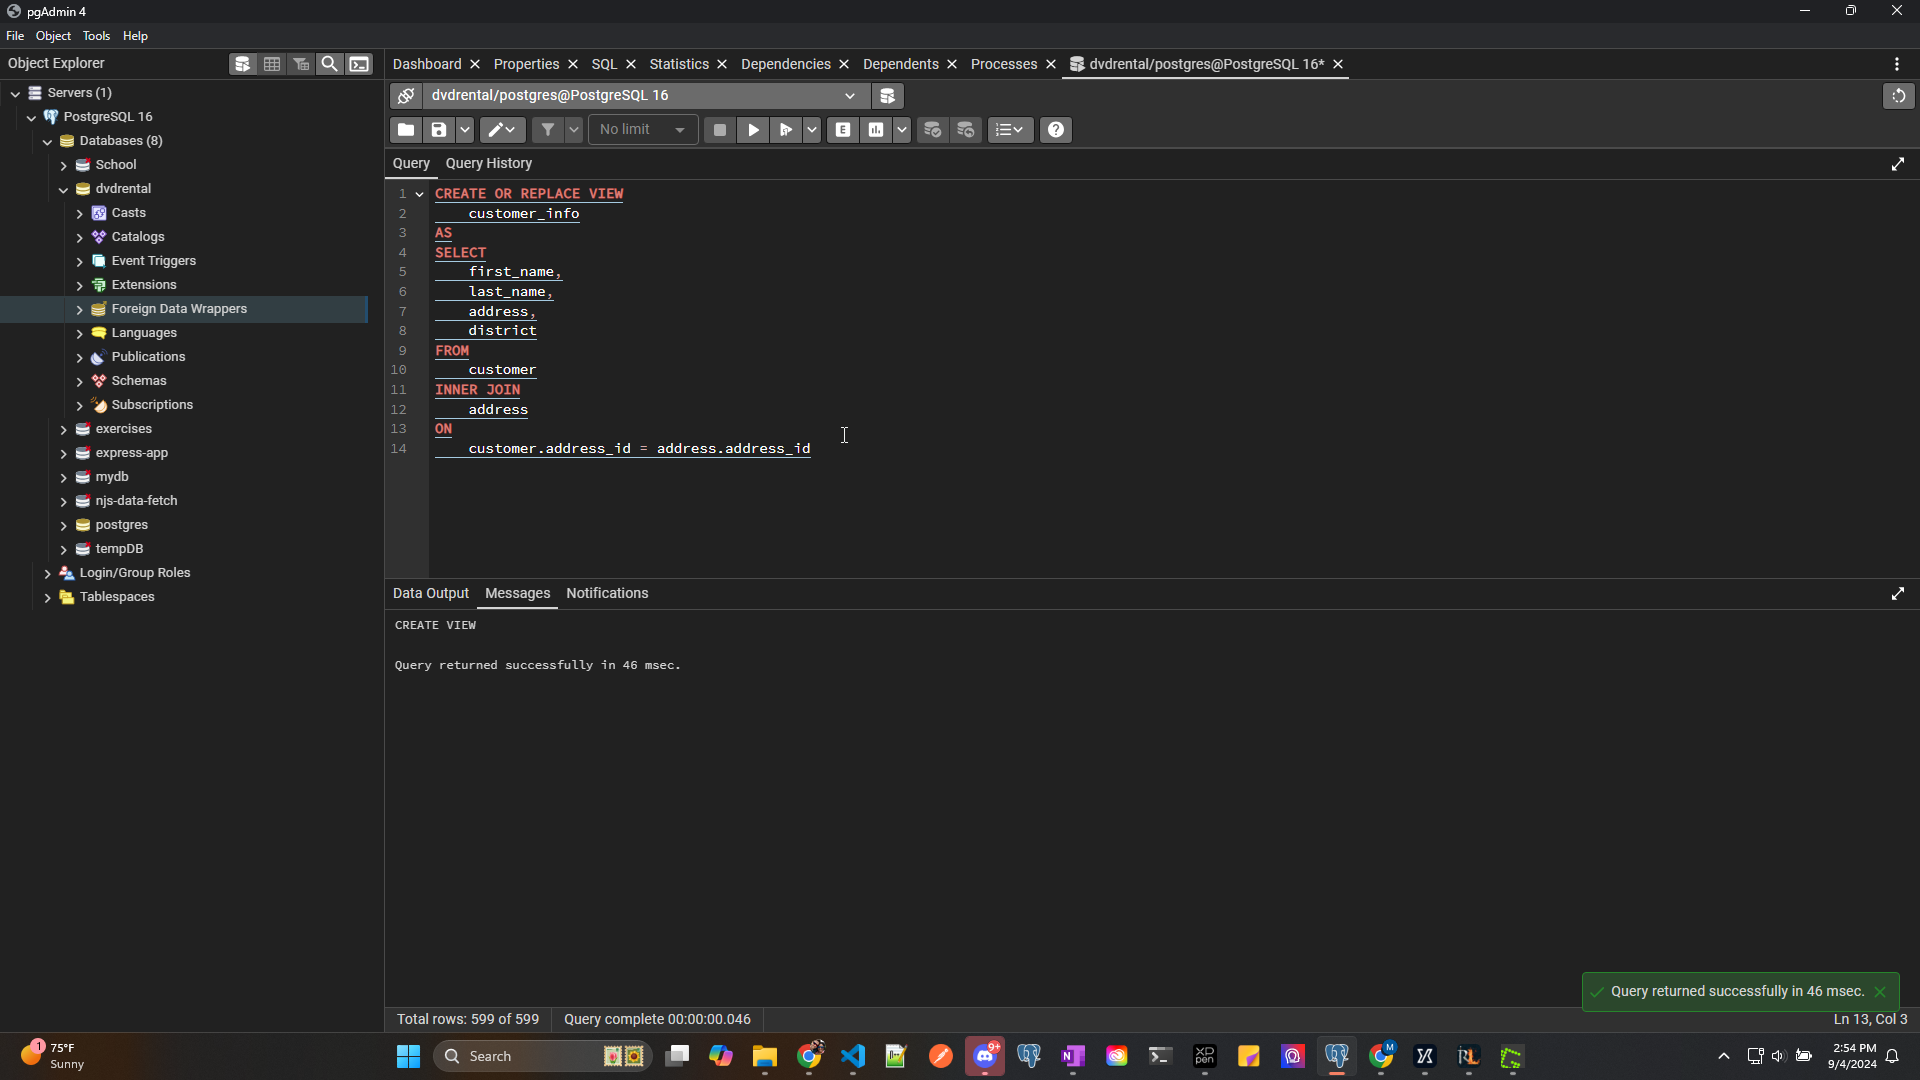 pgAdmin 4
File Object Tools Help
Object Explorer
Dashboard Properties SQL Statistics Dependencies Dependents Processes dvdrental/postgres@PostgreSQL 16*
Servers (1)
PostgreSQL 16
Databases (8)
School
dvdrental
Casts
Catalogs
Event Triggers
Extensions
Foreign Data Wrappers
Languages
Publications
Schemas
Subscriptions
exercises
express-app
mydb
njs-data-fetch
postgres
tempDB
Login/Group Roles
Tablespaces
dvdrental/postgres@PostgreSQL 16
No limit
E
Query Query History
1 CREATE OR REPLACE VIEW
2 customer_info
3 AS
4 SELECT
5 first_name,
6 last_name,
7 address,
8 district
9 FROM
10 customer
11 INNER JOIN
12 address
13 ON
14 customer.address_id = address.address_id
Data Output Messages Notifications
CREATE VIEW
Query returned successfully in 46 msec.
Query returned successfully in 46 msec.
Total rows: 599 of 599 Query complete 00:00:00.046 Ln 13, Col 3
1 75°F
Sunny
Search
9+
XP
PEN
M
RL
2:54 PM
9/4/2024